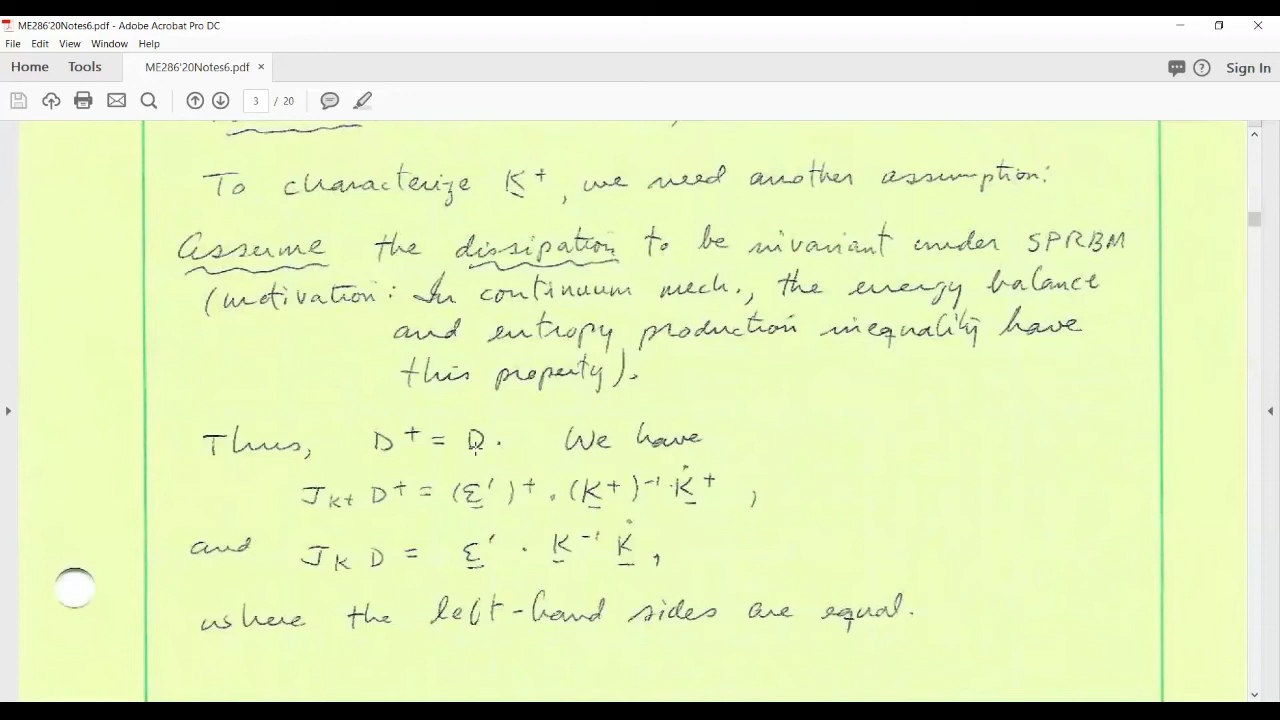 ME286'20Notes6.pdf - Adobe Acrobat Pro DC
File Edit View Window Help
Home Tools ME286'20Notes6.pdf × Sign In
3 / 20
To characterize K⁺, we need another assumption:
Assume the dissipation to be invariant under SPRBM
(motivation: In continuum mech., the energy balance
and entropy production inequality have
this property).
Thus, D⁺ = D. We have
J_K⁺ D⁺ = (Σ′)⁺ · (K⁺)⁻¹ K̇⁺ ,
and J_K D = Σ′ · K⁻¹ K̇ ,
where the left-hand sides are equal.